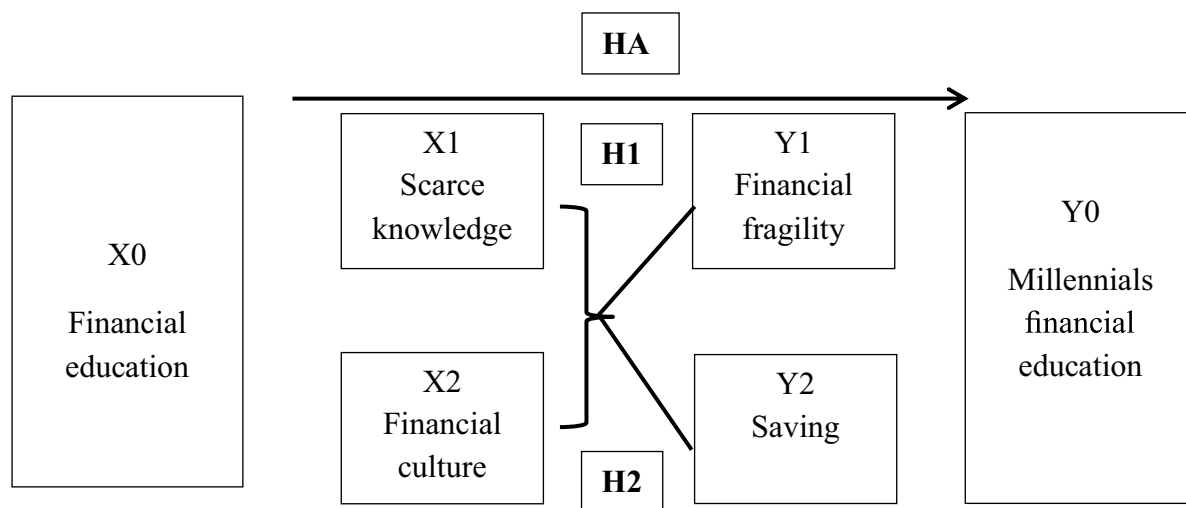 HA
X0
Financial
education
X1
Scarce
knowledge
H1
Y1
Financial
fragility
X2
Financial
culture
H2
Y2
Saving
Y0
Millennials
financial
education